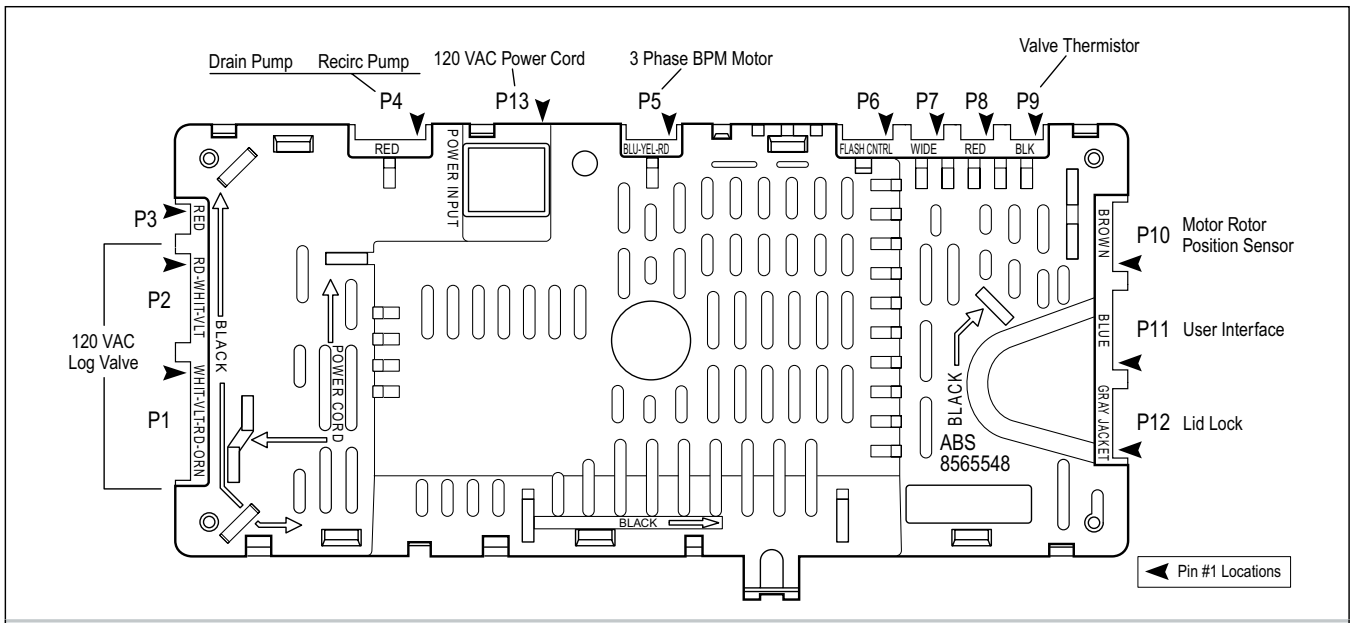 Drain Pump Recirc Pump
120 VAC Power Cord
3 Phase BPM Motor
Valve Thermistor
P4
P13
P5
P6
P7
P8
P9
RED
POWER INPUT
BLU-YEL-RD
FLASH CNTRL
WIDE
RED
BLK
P3
RED
P2
RD-WHIT-VLT
120 VAC
Log Valve
P1
WHIT-VLT-RD-ORN
BLACK
POWER CORD
BLACK
BLACK
ABS
8565548
BROWN
P10
Motor Rotor
Position Sensor
BLUE
P11
User Interface
GRAY JACKET
P12
Lid Lock
Pin #1 Locations